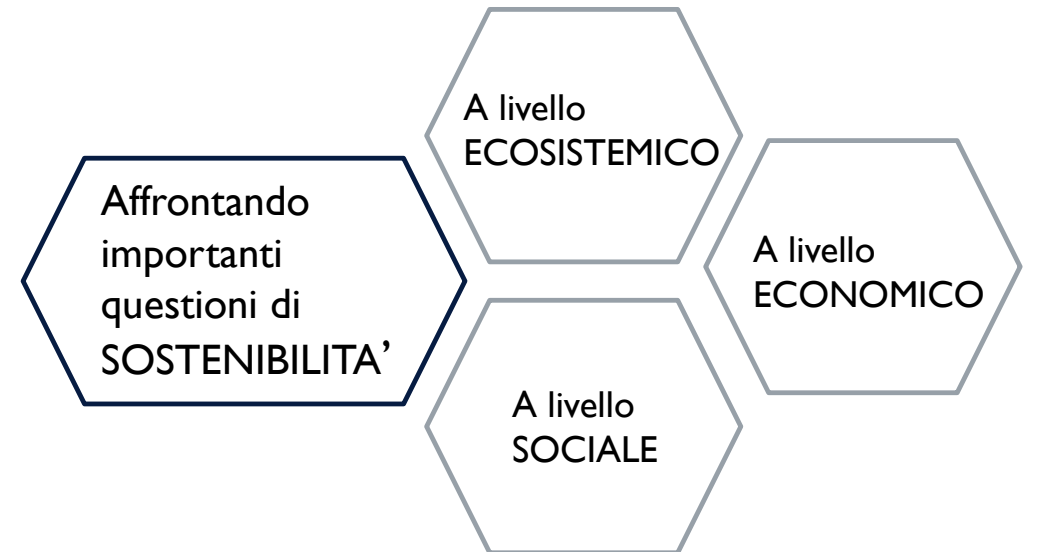 Affrontando
importanti
questioni di
SOSTENIBILITA’
A livello
ECOSISTEMICO
A livello
ECONOMICO
A livello
SOCIALE